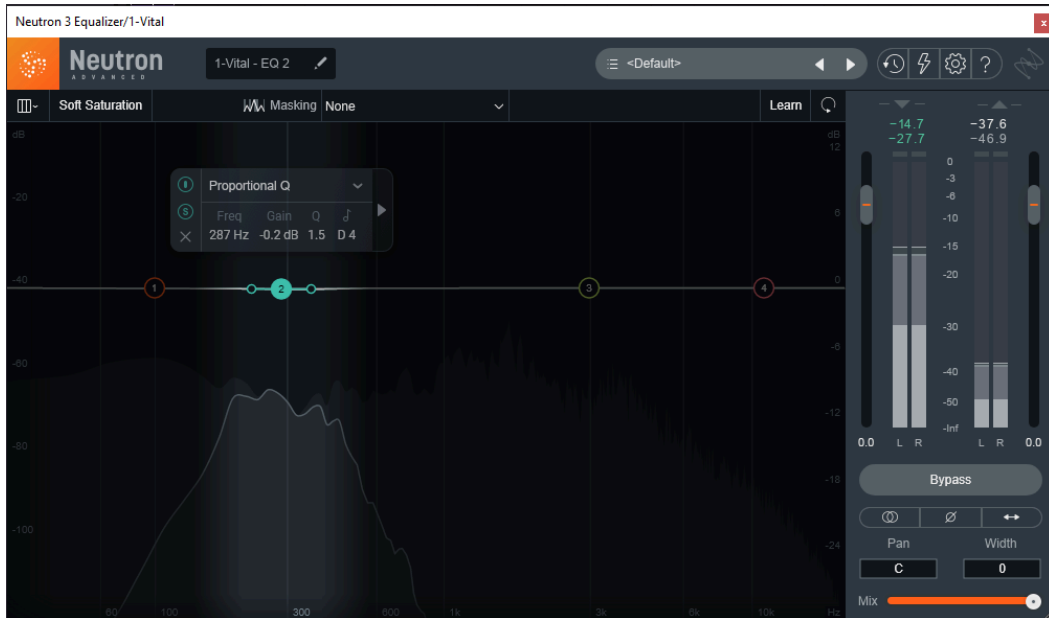 Neutron 3 Equalizer/1-Vital
x
Neutron
ADVANCED
1-Vital - EQ 2
<Default>
?
Soft Saturation
Masking None
Learn
-14.7
-27.7
-37.6
-46.9
dB
dB
12
Proportional Q
S
Freq Gain Q
287 Hz -0.2 dB 1.5 D 4
-20
6
-40
1
2
3
4
0
-60
-6
-12
-80
-18
-100
-24
60 100 300 600 1k 3k 6k 10k Hz
0
-3
-6
-10
-15
-20
-30
-40
-50
-Inf
0.0 L R L R 0.0
Bypass
Pan Width
C 0
Mix